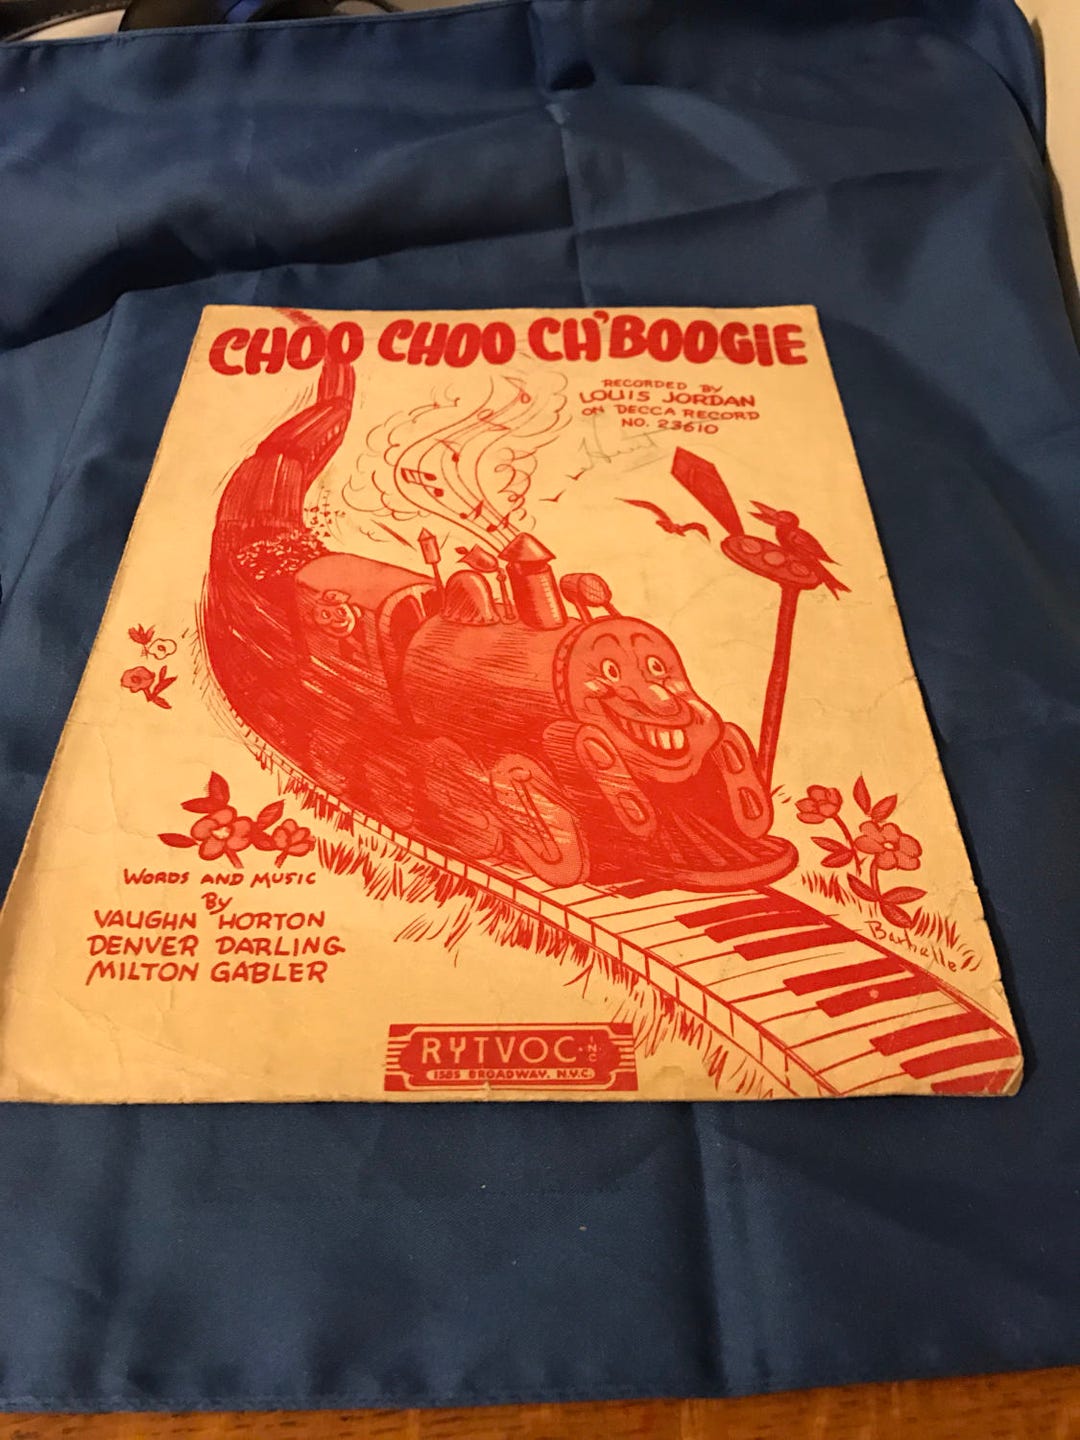 CHOO CHOO CH'BOOGIE
RECORDED BY
LOUIS JORDAN
ON DECCA RECORD
NO. 23610
WORDS AND MUSIC
By
VAUGHN HORTON
DENVER DARLING
MILTON GABLER
Barbelle
RYTVOC INC
1585 BROADWAY, N.Y.C.